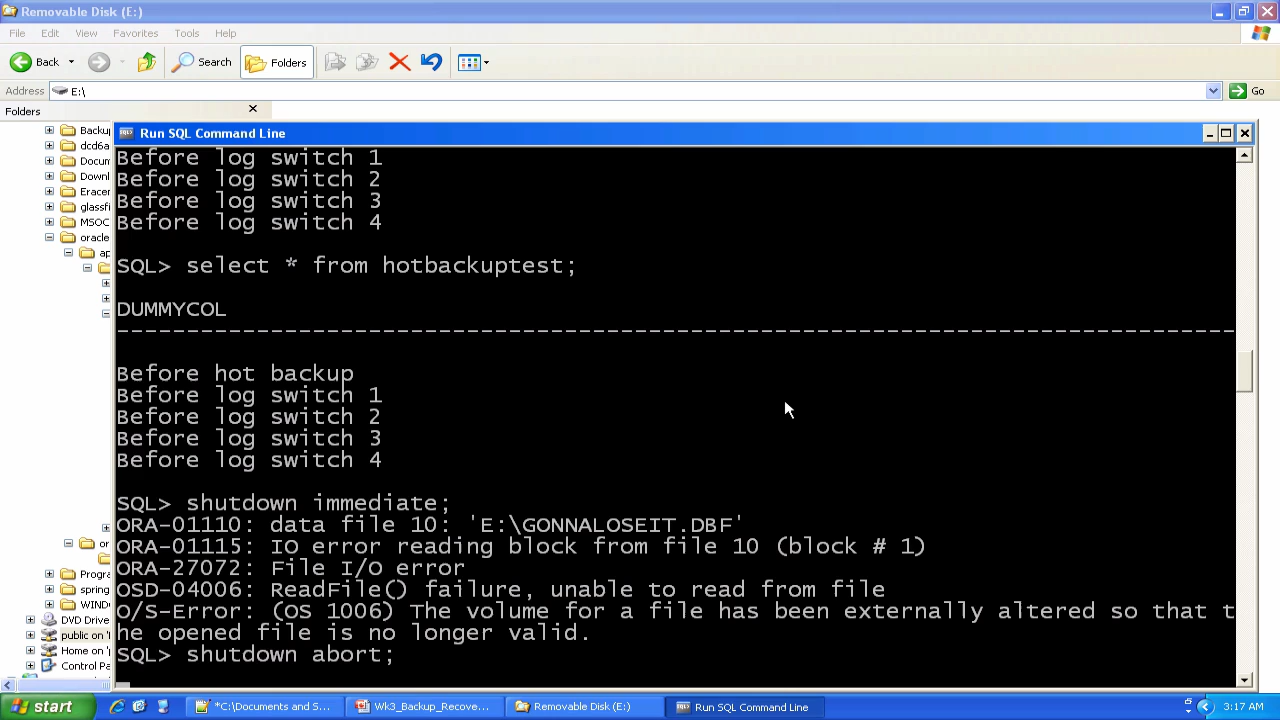 Removable Disk (E:)
File Edit View Favorites Tools Help
Back Search Folders
Address E:\ Go
Folders
Run SQL Command Line
Backu
dcd6a
Docum
Downl
Eracer
glassfi
MSOC
oracle
ap
or
Progra
spring
WINDO
DVD Drive
public on '
Home on '
Control Pa
Before log switch 1
Before log switch 2
Before log switch 3
Before log switch 4
SQL> select * from hotbackuptest;
DUMMYCOL
--------------------------------------------------------------------------------
Before hot backup
Before log switch 1
Before log switch 2
Before log switch 3
Before log switch 4
SQL> shutdown immediate;
ORA-01110: data file 10: 'E:\GONNALOSEIT.DBF'
ORA-01115: IO error reading block from file 10 (block # 1)
ORA-27072: File I/O error
OSD-04006: ReadFile() failure, unable to read from file
O/S-Error: (OS 1006) The volume for a file has been externally altered so that t
he opened file is no longer valid.
SQL> shutdown abort;
start *C:\Documents and S... Wk3_Backup_Recove... Removable Disk (E:) Run SQL Command Line 3:17 AM